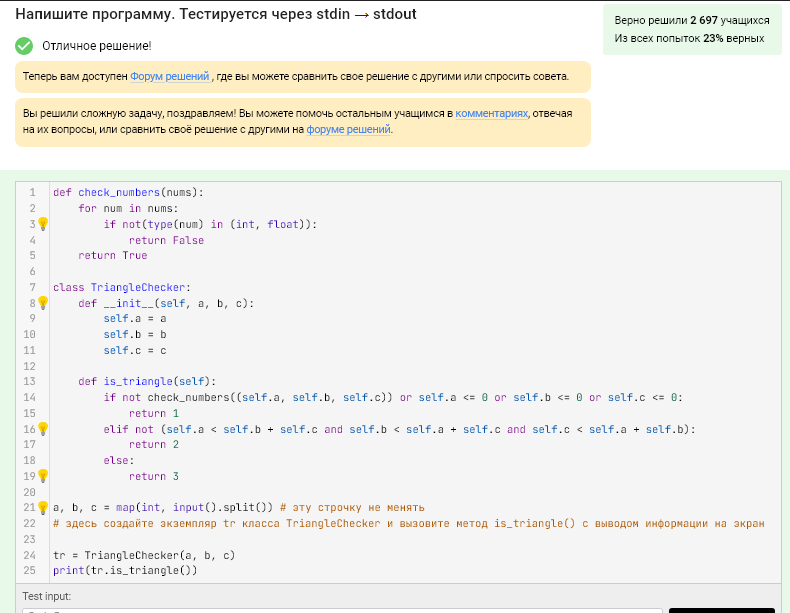 Напишите программу. Тестируется через stdin → stdout
Верно решили 2 697 учащихся
Из всех попыток 23% верных
Отличное решение!
Теперь вам доступен Форум решений , где вы можете сравнить свое решение с другими или спросить совета.
Вы решили сложную задачу, поздравляем! Вы можете помочь остальным учащимся в комментариях, отвечая
на их вопросы, или сравнить своё решение с другими на форуме решений.
1 def check_numbers(nums):
2     for num in nums:
3         if not(type(num) in (int, float)):
4             return False
5     return True
6
7 class TriangleChecker:
8     def __init__(self, a, b, c):
9         self.a = a
10         self.b = b
11         self.c = c
12
13     def is_triangle(self):
14         if not check_numbers((self.a, self.b, self.c)) or self.a <= 0 or self.b <= 0 or self.c <= 0:
15             return 1
16         elif not (self.a < self.b + self.c and self.b < self.a + self.c and self.c < self.a + self.b):
17             return 2
18         else:
19             return 3
20
21 a, b, c = map(int, input().split()) # эту строчку не менять
22 # здесь создайте экземпляр tr класса TriangleChecker и вызовите метод is_triangle() с выводом информации на экран
23
24 tr = TriangleChecker(a, b, c)
25 print(tr.is_triangle())
Test input: